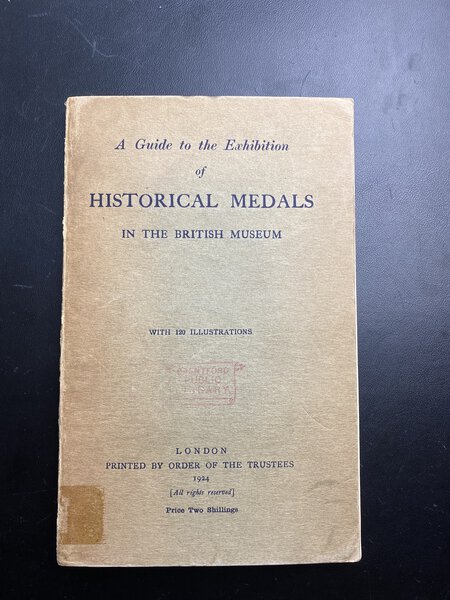 A Guide to the Exhibition
of
HISTORICAL MEDALS
IN THE BRITISH MUSEUM
WITH 120 ILLUSTRATIONS
BRENTFORD
PUBLIC
LIBRARY
LONDON
PRINTED BY ORDER OF THE TRUSTEES
1924
[All rights reserved]
Price Two Shillings